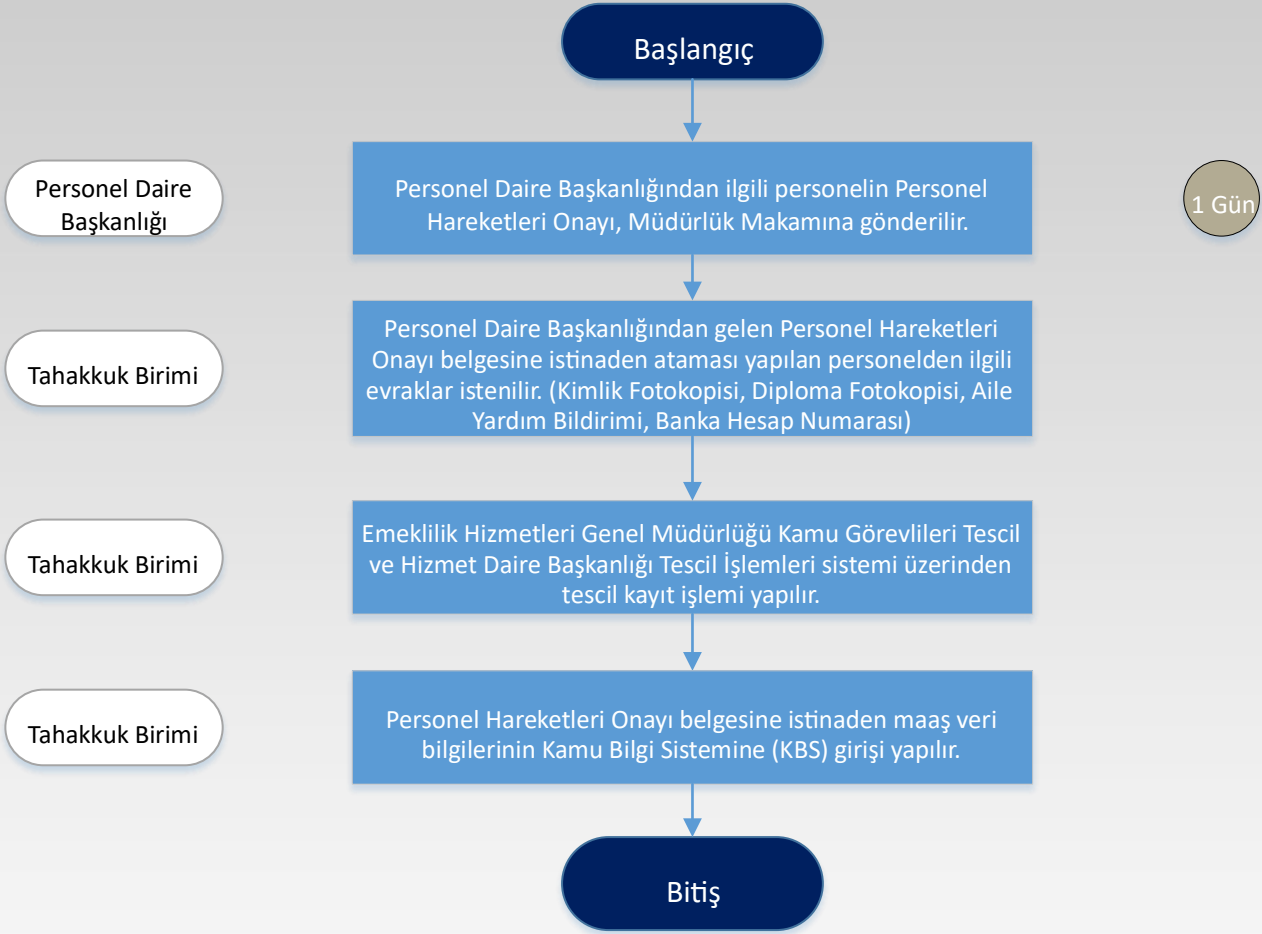 Başlangıç
Personel Daire
Başkanlığı
Personel Daire Başkanlığından ilgili personelin Personel
Hareketleri Onayı, Müdürlük Makamına gönderilir.
1 Gün
Tahakkuk Birimi
Personel Daire Başkanlığından gelen Personel Hareketleri
Onayı belgesine istinaden ataması yapılan personelden ilgili
evraklar istenilir. (Kimlik Fotokopisi, Diploma Fotokopisi, Aile
Yardım Bildirimi, Banka Hesap Numarası)
Tahakkuk Birimi
Emeklilik Hizmetleri Genel Müdürlüğü Kamu Görevlileri Tescil
ve Hizmet Daire Başkanlığı Tescil İşlemleri sistemi üzerinden
tescil kayıt işlemi yapılır.
Tahakkuk Birimi
Personel Hareketleri Onayı belgesine istinaden maaş veri
bilgilerinin Kamu Bilgi Sistemine (KBS) girişi yapılır.
Bitiş